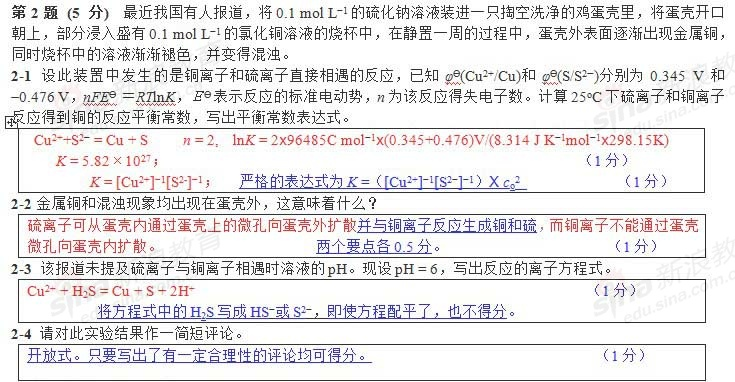 第 2 题 (5 分) 最近我国有人报道，将 0.1 mol L⁻¹ 的硫化钠溶液装进一只掏空洗净的鸡蛋壳里，将蛋壳开口
朝上，部分浸入盛有 0.1 mol L⁻¹ 的氯化铜溶液的烧杯中，在静置一周的过程中，蛋壳外表面逐渐出现金属铜，
同时烧杯中的溶液渐渐褪色，并变得混浊。
2-1 设此装置中发生的是铜离子和硫离子直接相遇的反应，已知 φ⊖(Cu²⁺/Cu)和 φ⊖(S/S²⁻)分别为 0.345 V 和
–0.476 V，nFE⊖ =RTlnK， E⊖表示反应的标准电动势，n 为该反应得失电子数。计算 25°C 下硫离子和铜离子
反应得到铜的反应平衡常数，写出平衡常数表达式。
Cu²⁺+S²⁻ = Cu + S n = 2, lnK = 2x96485C mol⁻¹x(0.345+0.476)V/(8.314 J K⁻¹mol⁻¹x298.15K)
K = 5.82 × 10²⁷； （1 分）
K = [Cu²⁺]⁻¹[S²⁻]⁻¹； 严格的表达式为 K =（[Cu²⁺]⁻¹[S²⁻]⁻¹）X c₀² （1 分）
2-2 金属铜和混浊现象均出现在蛋壳外，这意味着什么？
硫离子可从蛋壳内通过蛋壳上的微孔向蛋壳外扩散并与铜离子反应生成铜和硫，而铜离子不能通过蛋壳
微孔向蛋壳内扩散。 两个要点各 0.5 分。 （1 分）
2-3 该报道未提及硫离子与铜离子相遇时溶液的 pH。现设 pH = 6，写出反应的离子方程式。
Cu²⁺ + H₂S = Cu + S + 2H⁺ （1 分）
将方程式中的 H₂S 写成 HS⁻或 S²⁻，即使方程配平了，也不得分。
2-4 请对此实验结果作一简短评论。
开放式。只要写出了有一定合理性的评论均可得分。 （1 分）
sina 新浪教育
edu.sina.com.cn